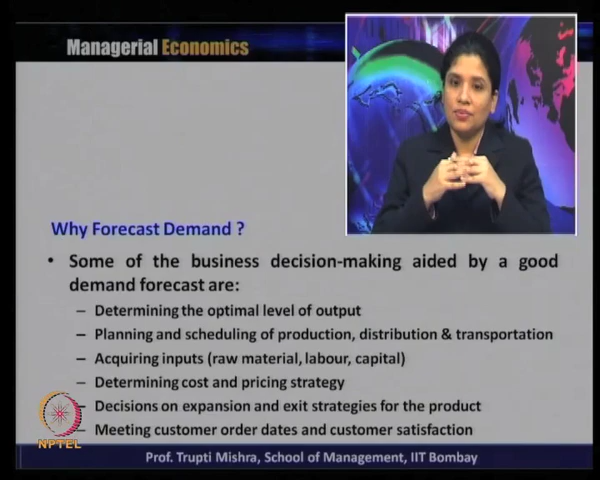 Managerial Economics
Why Forecast Demand ?
• Some of the business decision-making aided by a good
demand forecast are:
– Determining the optimal level of output
– Planning and scheduling of production, distribution & transportation
– Acquiring inputs (raw material, labour, capital)
– Determining cost and pricing strategy
– Decisions on expansion and exit strategies for the product
– Meeting customer order dates and customer satisfaction
NPTEL
Prof. Trupti Mishra, School of Management, IIT Bombay